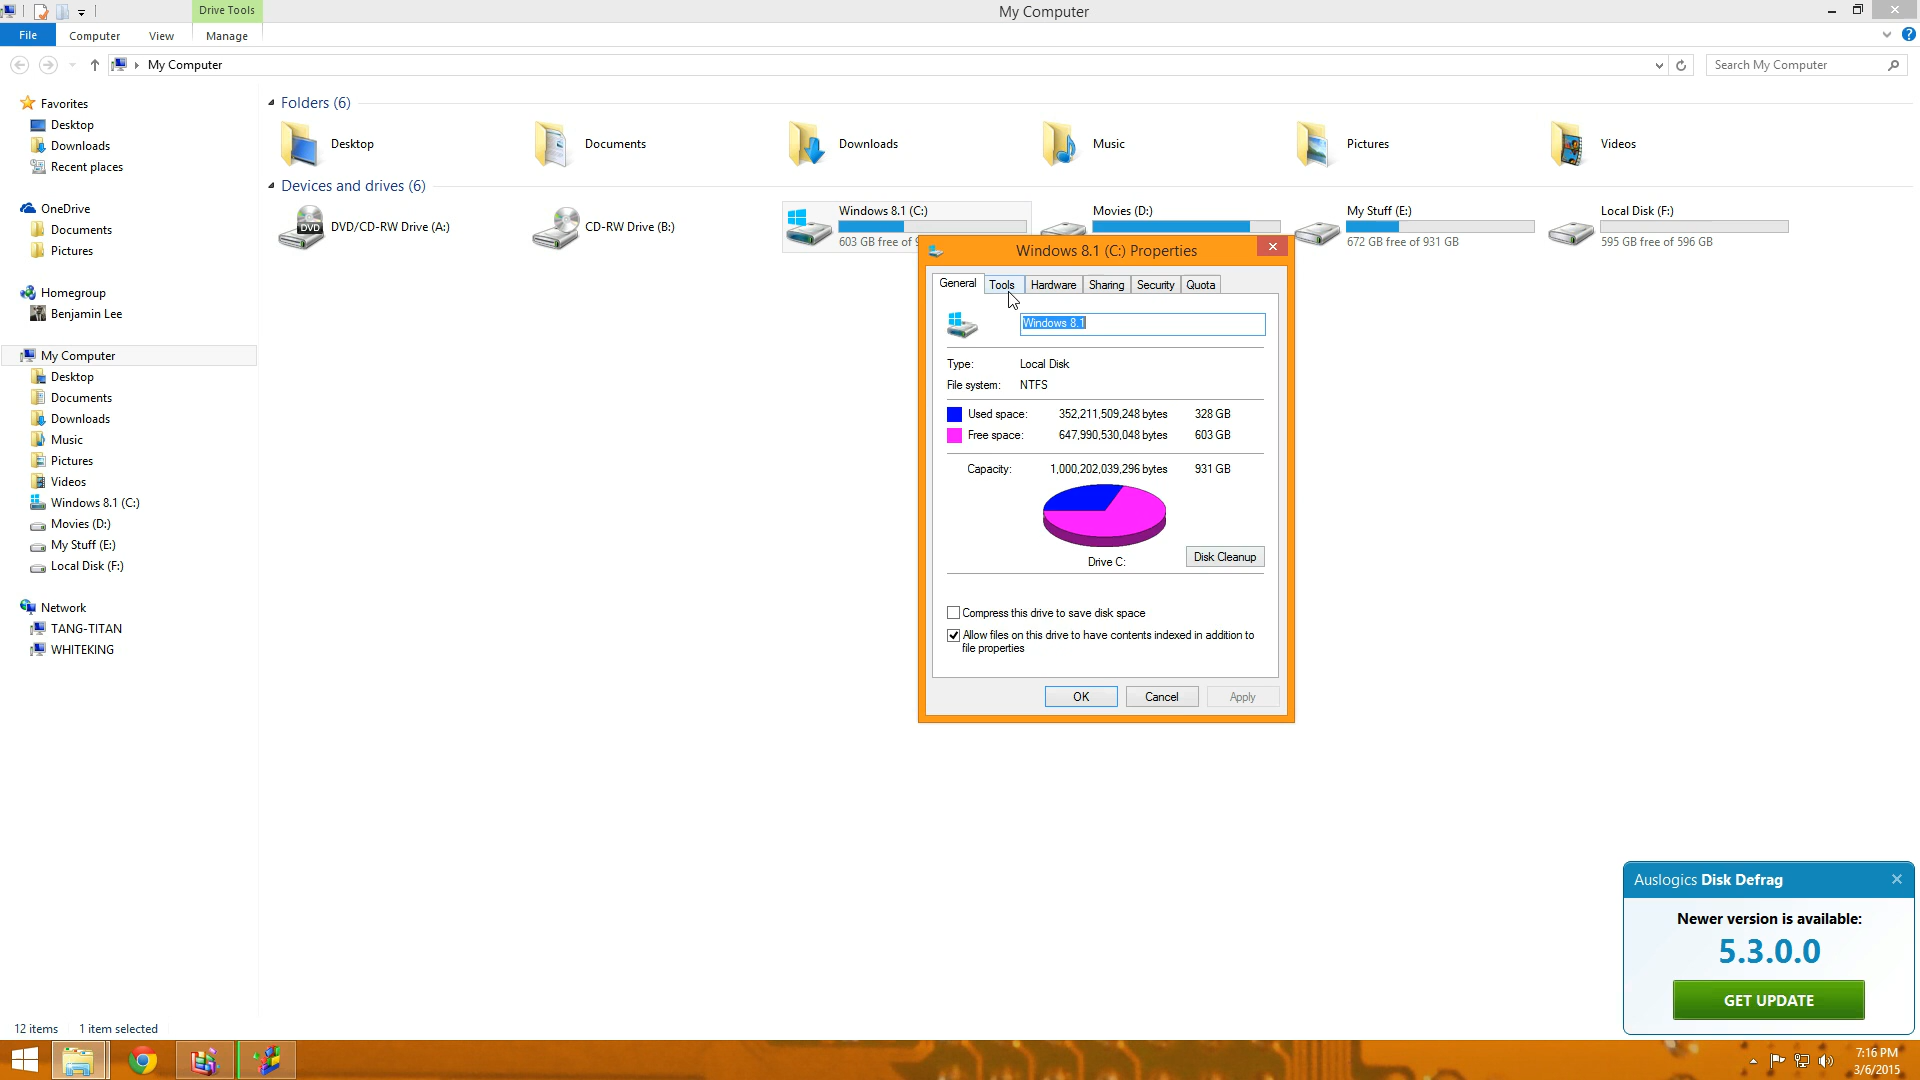 Drive Tools
My Computer
File
Computer
View
Manage
My Computer
Search My Computer
Favorites
Desktop
Downloads
Recent places
OneDrive
Documents
Pictures
Homegroup
Benjamin Lee
My Computer
Desktop
Documents
Downloads
Music
Pictures
Videos
Windows 8.1 (C:)
Movies (D:)
My Stuff (E:)
Local Disk (F:)
Network
TANG-TITAN
WHITEKING
Folders (6)
Desktop
Documents
Downloads
Music
Pictures
Videos
Devices and drives (6)
DVD
DVD/CD-RW Drive (A:)
CD-RW Drive (B:)
Windows 8.1 (C:)
603 GB free of
Movies (D:)
My Stuff (E:)
672 GB free of 931 GB
Local Disk (F:)
595 GB free of 596 GB
Windows 8.1 (C:) Properties
General
Tools
Hardware
Sharing
Security
Quota
Windows 8.1
Type: Local Disk
File system: NTFS
Used space: 352,211,509,248 bytes 328 GB
Free space: 647,990,530,048 bytes 603 GB
Capacity: 1,000,202,039,296 bytes 931 GB
Drive C:
Disk Cleanup
Compress this drive to save disk space
Allow files on this drive to have contents indexed in addition to
file properties
OK
Cancel
Apply
Auslogics Disk Defrag
Newer version is available:
5.3.0.0
GET UPDATE
12 items
1 item selected
7:16 PM
3/6/2015